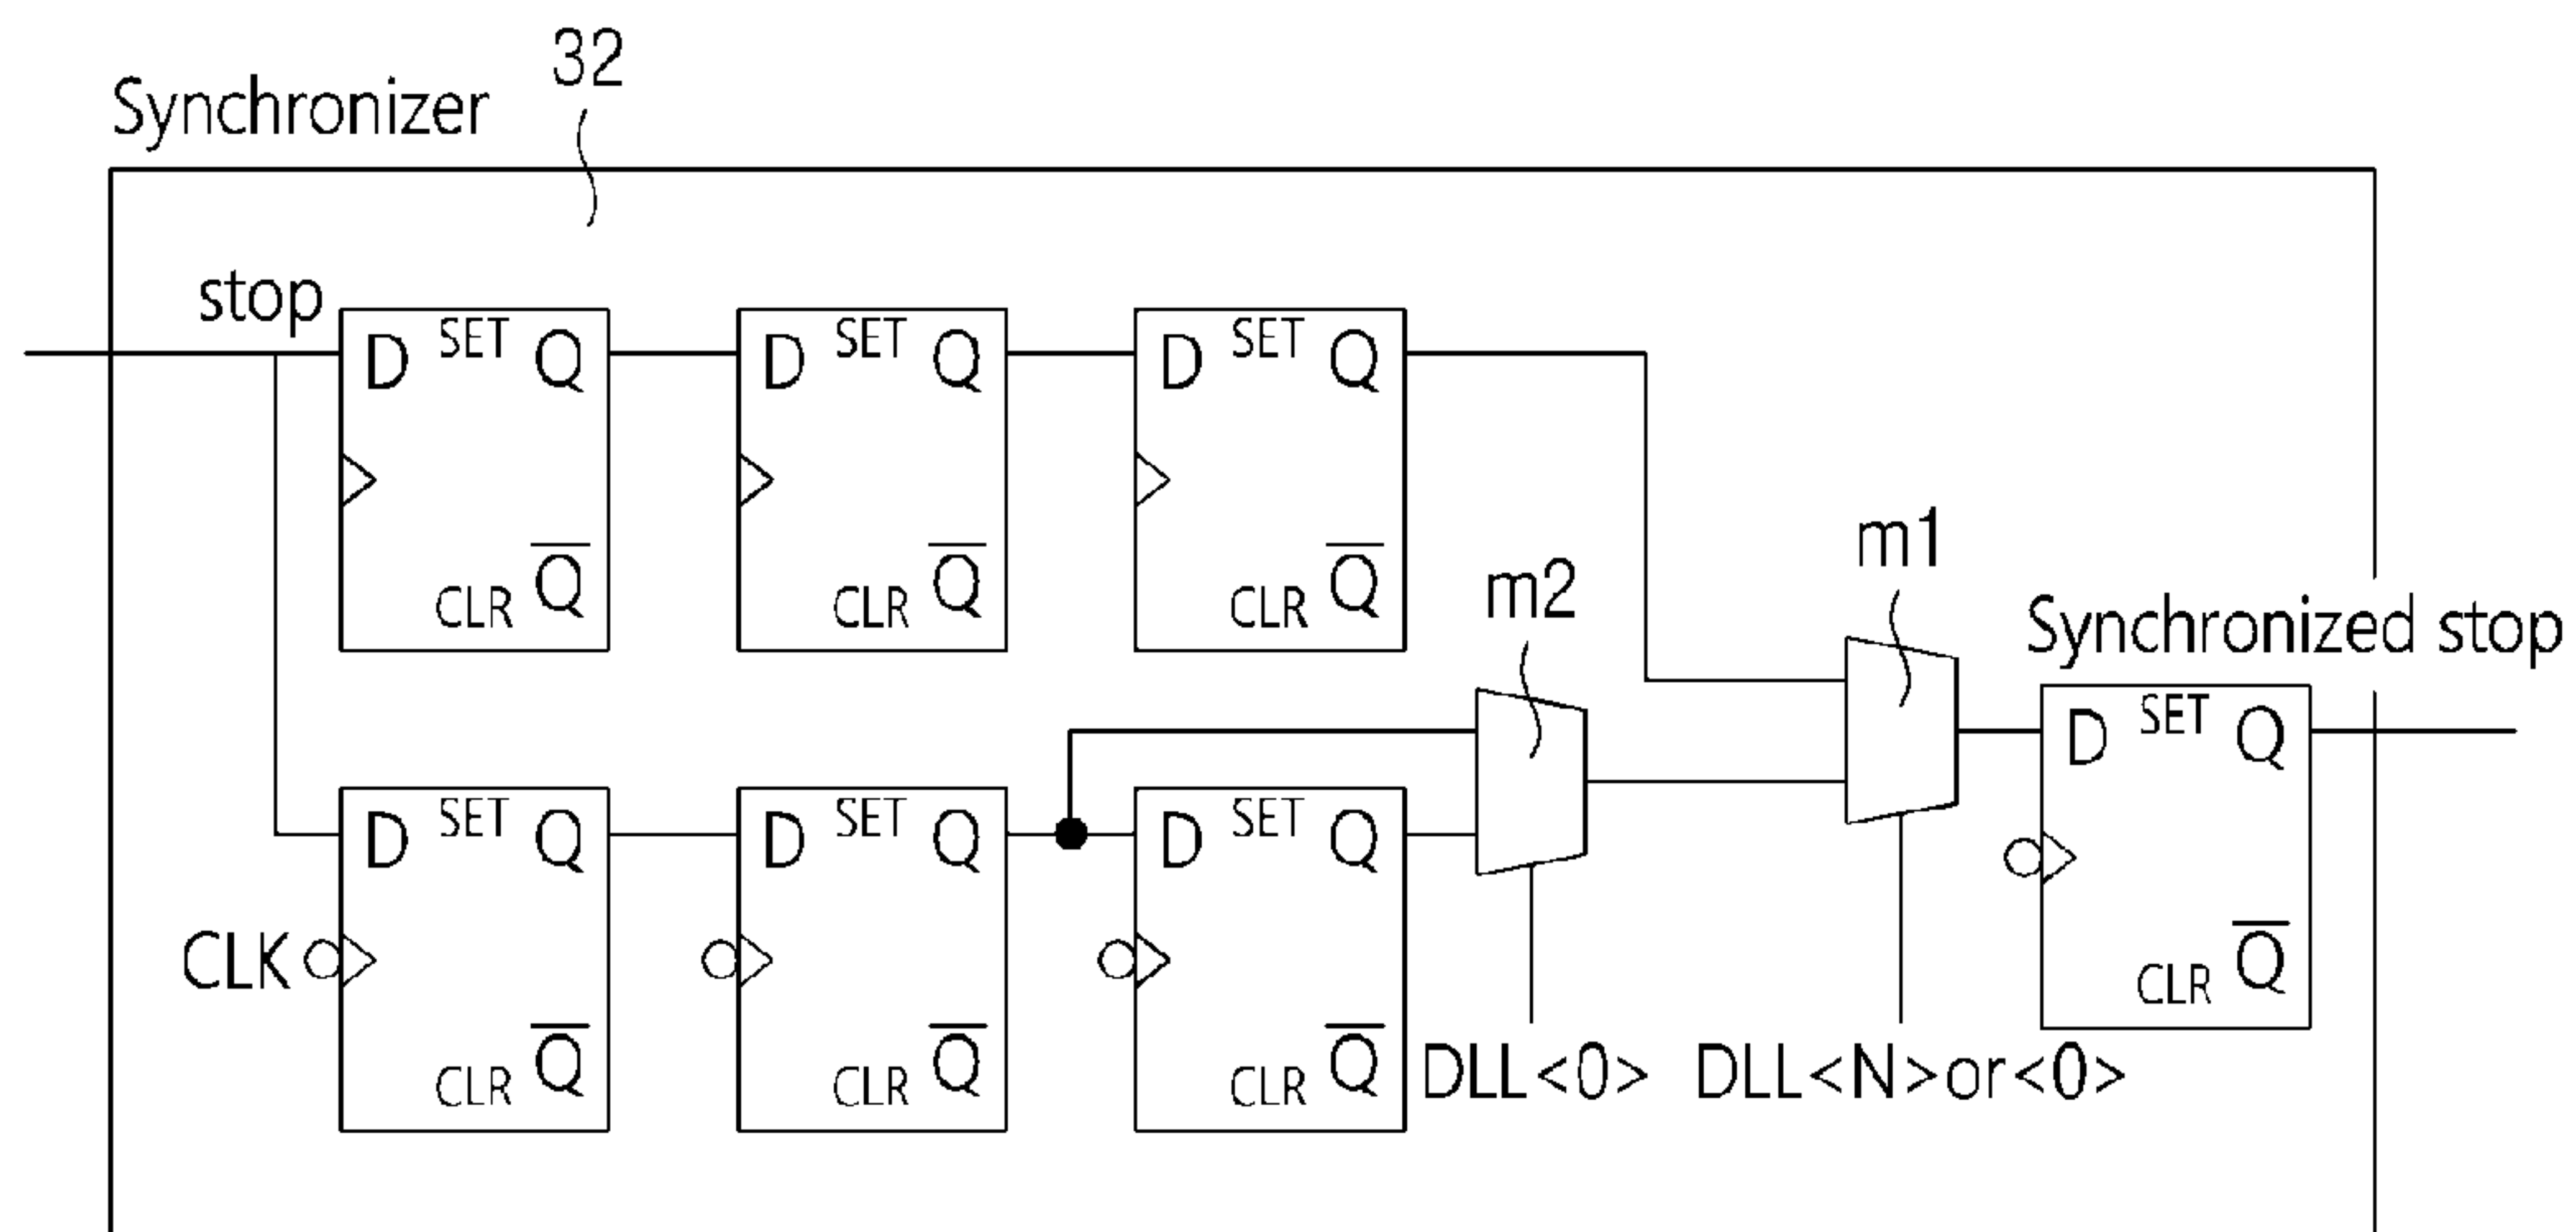 32
Synchronizer
stop
D SET Q
CLR Q
D SET Q
CLR Q
D SET Q
CLR Q
m2
m1
Synchronized stop
D SET Q
CLR Q
D SET Q
CLK
CLR Q
D SET Q
CLR Q
D SET Q
CLR Q
DLL<0>
DLL<N>or<0>